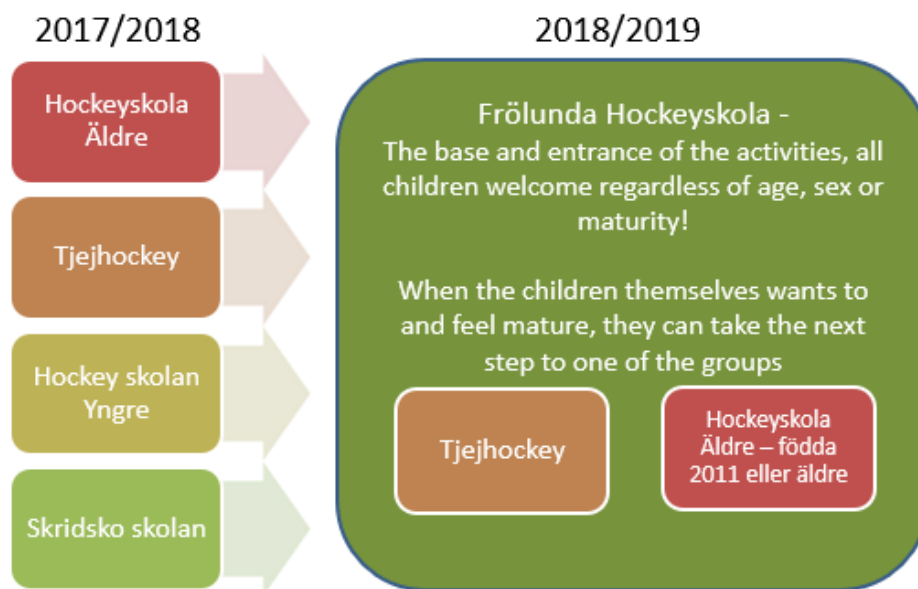 2017/2018
Hockeyskola
Äldre
Tjejhockey
Hockey skolan
Yngre
Skridsko skolan
2018/2019
Frölunda Hockeyskola -
The base and entrance of the activities, all
children welcome regardless of age, sex or
maturity!
When the children themselves wants to
and feel mature, they can take the next
step to one of the groups
Tjejhockey
Hockeyskola
Äldre – födda
2011 eller äldre